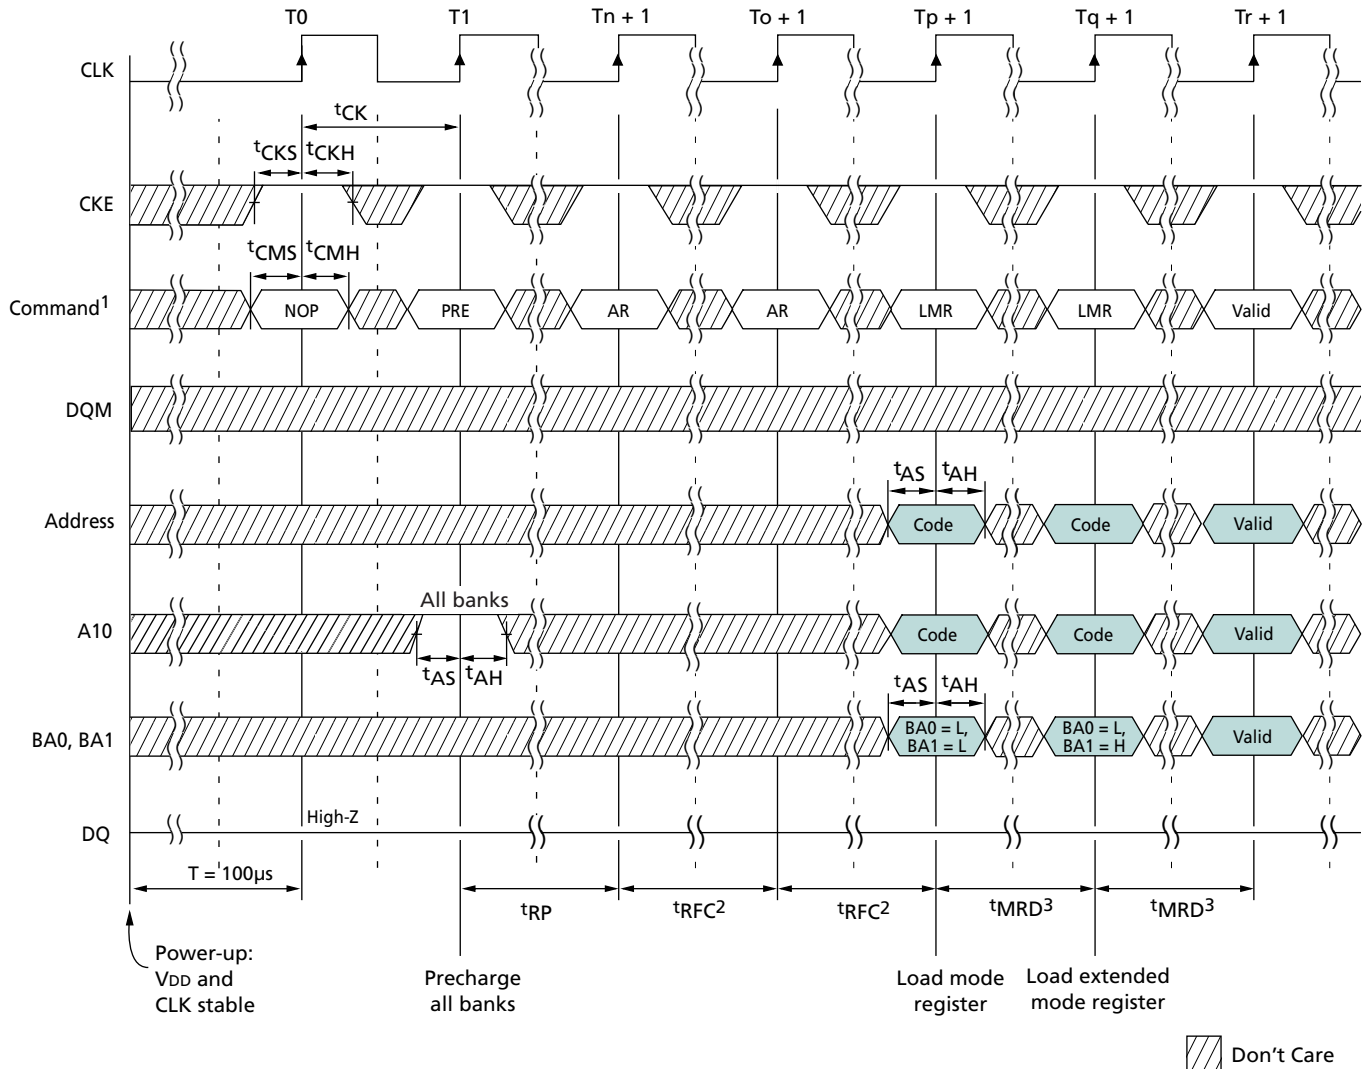 T0 T1 Tn + 1 To + 1 Tp + 1 Tq + 1 Tr + 1
CLK
tCK
tCKS tCKH
CKE
tCMS tCMH
Command1 NOP PRE AR AR LMR LMR Valid
DQM
tAS tAH
Address Code Code Valid
All banks
A10 Code Code Valid
tAS tAH tAS tAH
BA0, BA1 BA0 = L, BA1 = L BA0 = L, BA1 = H Valid
High-Z
DQ
T = 100µs
tRP tRFC2 tRFC2 tMRD3 tMRD3
Power-up:
VDD and
CLK stable
Precharge
all banks
Load mode
register
Load extended
mode register
Don't Care